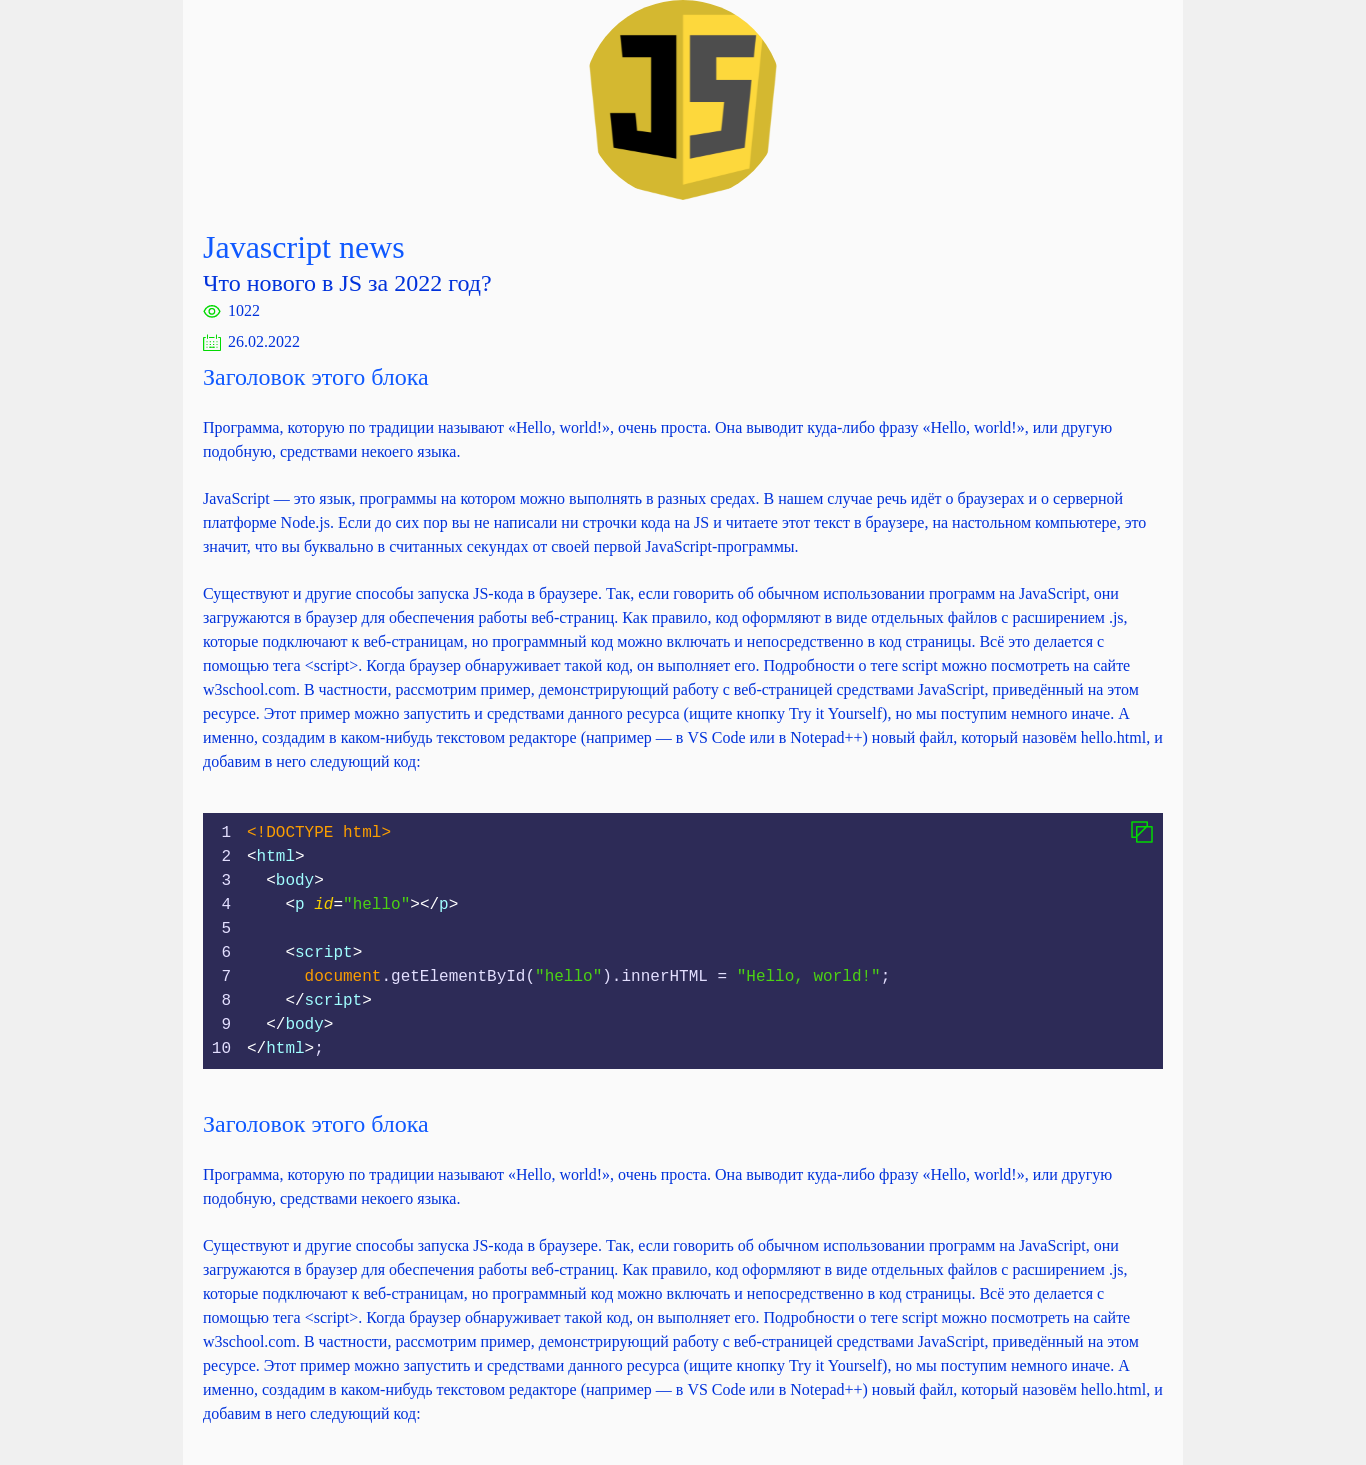 JS
Javascript news
Что нового в JS за 2022 год?
1022
26.02.2022
Заголовок этого блока
Программа, которую по традиции называют «Hello, world!», очень проста. Она выводит куда-либо фразу «Hello, world!», или другую
подобную, средствами некоего языка.
JavaScript — это язык, программы на котором можно выполнять в разных средах. В нашем случае речь идёт о браузерах и о серверной
платформе Node.js. Если до сих пор вы не написали ни строчки кода на JS и читаете этот текст в браузере, на настольном компьютере, это
значит, что вы буквально в считанных секундах от своей первой JavaScript-программы.
Существуют и другие способы запуска JS-кода в браузере. Так, если говорить об обычном использовании программ на JavaScript, они
загружаются в браузер для обеспечения работы веб-страниц. Как правило, код оформляют в виде отдельных файлов с расширением .js,
которые подключают к веб-страницам, но программный код можно включать и непосредственно в код страницы. Всё это делается с
помощью тега <script>. Когда браузер обнаруживает такой код, он выполняет его. Подробности о теге script можно посмотреть на сайте
w3school.com. В частности, рассмотрим пример, демонстрирующий работу с веб-страницей средствами JavaScript, приведённый на этом
ресурсе. Этот пример можно запустить и средствами данного ресурса (ищите кнопку Try it Yourself), но мы поступим немного иначе. А
именно, создадим в каком-нибудь текстовом редакторе (например — в VS Code или в Notepad++) новый файл, который назовём hello.html, и
добавим в него следующий код:
1 <!DOCTYPE html>
2 <html>
3   <body>
4     <p id="hello"></p>
5
6     <script>
7       document.getElementById("hello").innerHTML = "Hello, world!";
8     </script>
9   </body>
10 </html>;
Заголовок этого блока
Программа, которую по традиции называют «Hello, world!», очень проста. Она выводит куда-либо фразу «Hello, world!», или другую
подобную, средствами некоего языка.
Существуют и другие способы запуска JS-кода в браузере. Так, если говорить об обычном использовании программ на JavaScript, они
загружаются в браузер для обеспечения работы веб-страниц. Как правило, код оформляют в виде отдельных файлов с расширением .js,
которые подключают к веб-страницам, но программный код можно включать и непосредственно в код страницы. Всё это делается с
помощью тега <script>. Когда браузер обнаруживает такой код, он выполняет его. Подробности о теге script можно посмотреть на сайте
w3school.com. В частности, рассмотрим пример, демонстрирующий работу с веб-страницей средствами JavaScript, приведённый на этом
ресурсе. Этот пример можно запустить и средствами данного ресурса (ищите кнопку Try it Yourself), но мы поступим немного иначе. А
именно, создадим в каком-нибудь текстовом редакторе (например — в VS Code или в Notepad++) новый файл, который назовём hello.html, и
добавим в него следующий код: